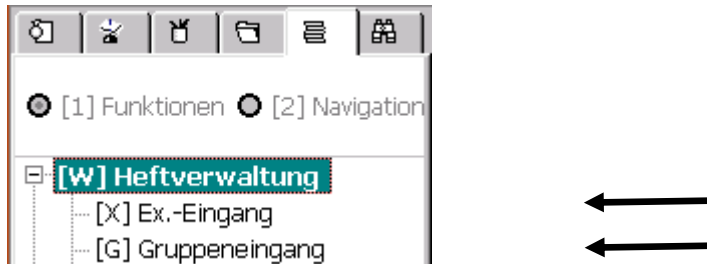 [1] Funktionen [2] Navigation
[W] Heftverwaltung
[X] Ex.-Eingang
[G] Gruppeneingang